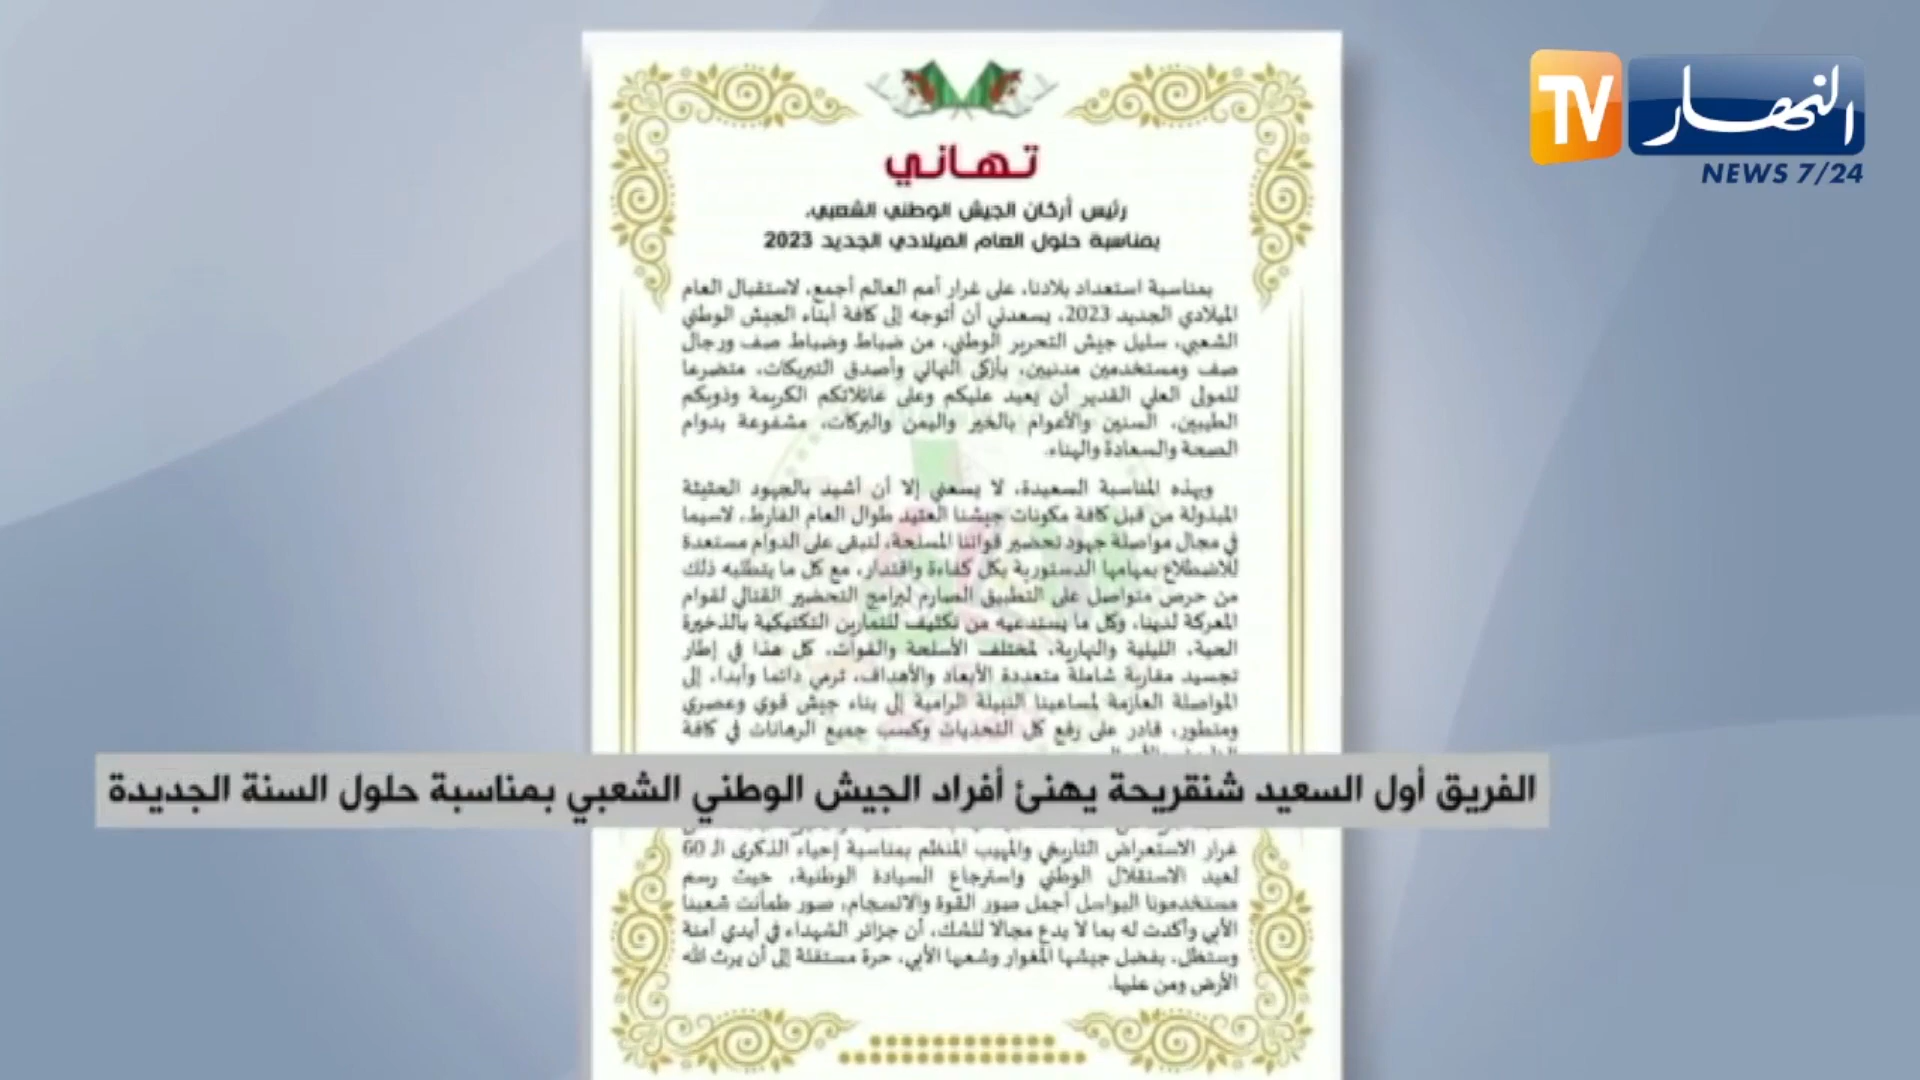 TV النهار
NEWS 7/24
تهاني
رئيس أركان الجيش الوطني الشعبي،
بمناسبة حلول العام الميلادي الجديد 2023
بمناسبة استعداد بلادنا، على غرار أمم العالم أجمع، لاستقبال العام
الميلادي الجديد 2023، يسعدني أن أتوجه إلى كافة أبناء الجيش الوطني
الشعبي، سليل جيش التحرير الوطني، من ضباط وضباط صف ورجال
صف ومستخدمين مدنيين، بأزكى التهاني وأصدق التبريكات، متضرعا
للمولى العلي القدير أن يعيد عليكم وعلى عائلاتكم الكريمة وذويكم
الطيبين، السنين والأعوام بالخير واليمن والبركات، مشفوعة بدوام
الصحة والسعادة والهناء.
وبهذه المناسبة السعيدة، لا يسعني إلا أن أشيد بالجهود الحثيثة
المبذولة من قبل كافة مكونات جيشنا العتيد طوال العام الفارط، لاسيما
في مجال مواصلة جهود تحضير قواتنا المسلحة، لتبقى على الدوام مستعدة
للاضطلاع بمهامها الدستورية بكل كفاءة واقتدار، مع كل ما يتطلبه ذلك
من حرص متواصل على التطبيق الصارم لبرامج التحضير القتالي لقوام
المعركة لدينا، وكل ما يستدعيه من تكثيف للتمارين التكتيكية بالذخيرة
الحية، الليلية والنهارية، لمختلف الأسلحة والقوات، كل هذا في إطار
تجسيد مقاربة شاملة متعددة الأبعاد والأهداف، ترمي دائما وأبدا، إلى
المواصلة العازمة لمساعينا النبيلة الرامية إلى بناء جيش قوي وعصري
ومتطور، قادر على رفع كل التحديات وكسب جميع الرهانات في كافة
الفريق أول السعيد شنقريحة يهنئ أفراد الجيش الوطني الشعبي بمناسبة حلول السنة الجديدة
غرار الاستعراض التاريخي والمهيب المنظم بمناسبة إحياء الذكرى الـ 60
لعيد الاستقلال الوطني واسترجاع السيادة الوطنية، حيث رسم
مستخدمونا البواسل أجمل صور القوة والانسجام، صور طمأنت شعبنا
الأبي وأكدت له بما لا يدع مجالا للشك، أن جزائر الشهداء في أيدي آمنة
وستظل، بفضل جيشها المغوار وشعبها الأبي، حرة مستقلة إلى أن يرث الله
الأرض ومن عليها.